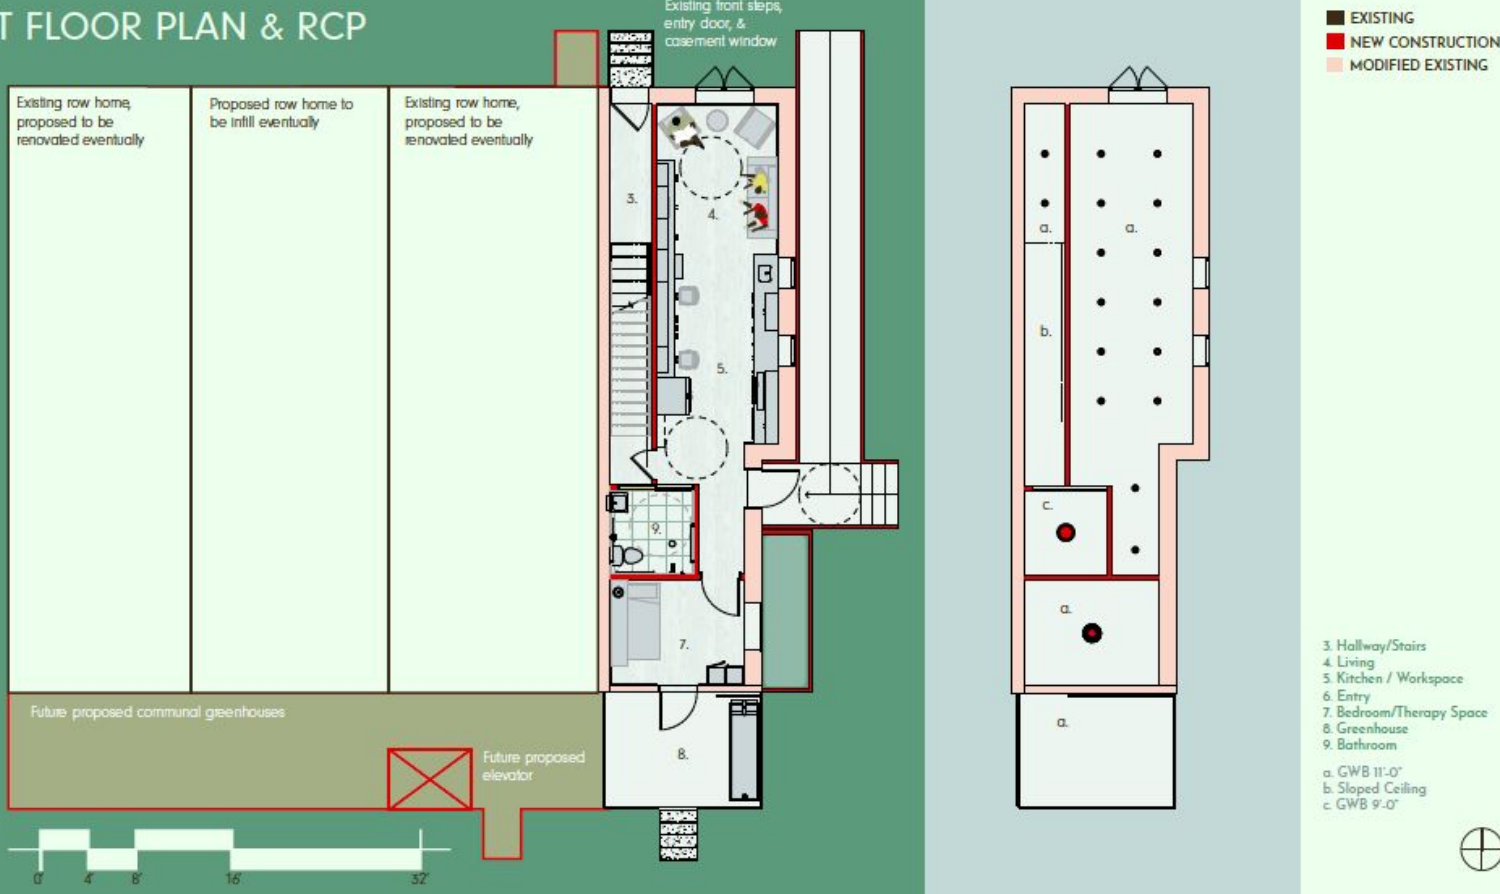 T FLOOR PLAN & RCP
Existing front steps,
entry door, &
casement window
EXISTING
NEW CONSTRUCTION
MODIFIED EXISTING
Existing row home,
proposed to be
renovated eventually
Proposed row home to
be infill eventually
Existing row home,
proposed to be
renovated eventually
3.
4.
5.
9.
7.
8.
a.
a.
b.
c.
a.
a.
Future proposed communal greenhouses
Future proposed
elevator
0' 4' 8' 16' 32'
3. Hallway/Stairs
4. Living
5. Kitchen / Workspace
6. Entry
7. Bedroom/Therapy Space
8. Greenhouse
9. Bathroom
a. GWB 11'-0"
b. Sloped Ceiling
c. GWB 9'-0"